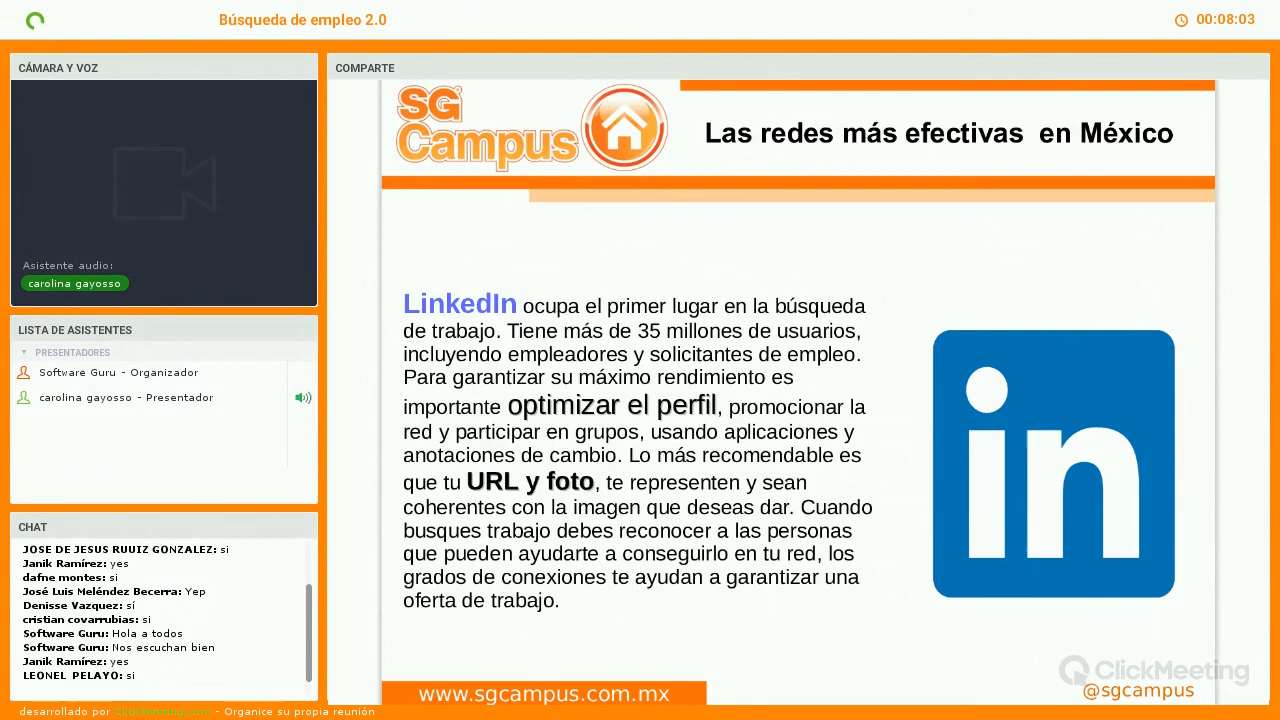 Búsqueda de empleo 2.0
00:08:03
CÁMARA Y VOZ
Asistente audio:
carolina gayosso
LISTA DE ASISTENTES
PRESENTADORES
Software Guru - Organizador
carolina gayosso - Presentador
CHAT
JOSE DE JESUS RUUIZ GONZALEZ: si
Janik Ramírez: yes
dafne montes: si
José Luis Meléndez Becerra: Yep
Denisse Vazquez: sí
cristian covarrubias: si
Software Guru: Hola a todos
Software Guru: Nos escuchan bien
Janik Ramírez: yes
LEONEL PELAYO: si
COMPARTE
SG
Campus
Las redes más efectivas en México
LinkedIn ocupa el primer lugar en la búsqueda
de trabajo. Tiene más de 35 millones de usuarios,
incluyendo empleadores y solicitantes de empleo.
Para garantizar su máximo rendimiento es
importante optimizar el perfil, promocionar la
red y participar en grupos, usando aplicaciones y
anotaciones de cambio. Lo más recomendable es
que tu URL y foto, te representen y sean
coherentes con la imagen que deseas dar. Cuando
busques trabajo debes reconocer a las personas
que pueden ayudarte a conseguirlo en tu red, los
grados de conexiones te ayudan a garantizar una
oferta de trabajo.
in
ClickMeeting
www.sgcampus.com.mx
@sgcampus
desarrollado por ClickMeeting.com - Organice su propia reunión